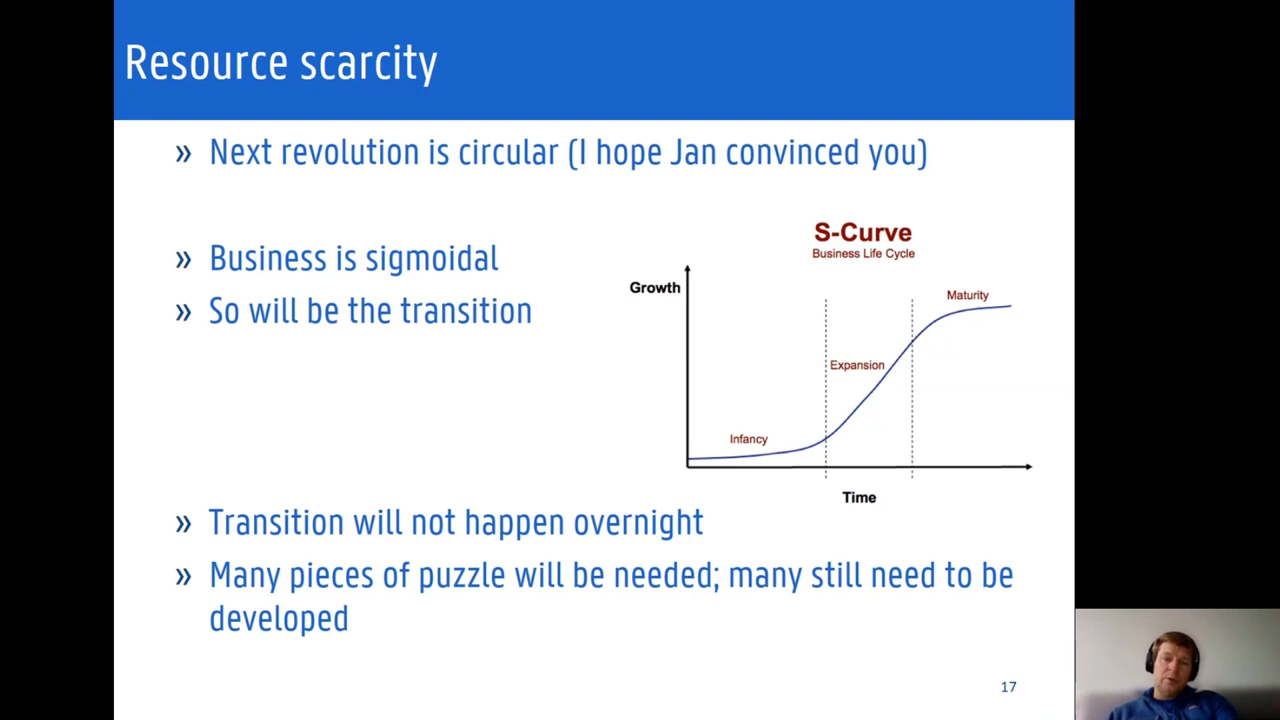 Resource scarcity
» Next revolution is circular (I hope Jan convinced you)
» Business is sigmoidal
» So will be the transition
S-Curve
Business Life Cycle
Growth
Maturity
Expansion
Infancy
Time
» Transition will not happen overnight
» Many pieces of puzzle will be needed; many still need to be
developed
17